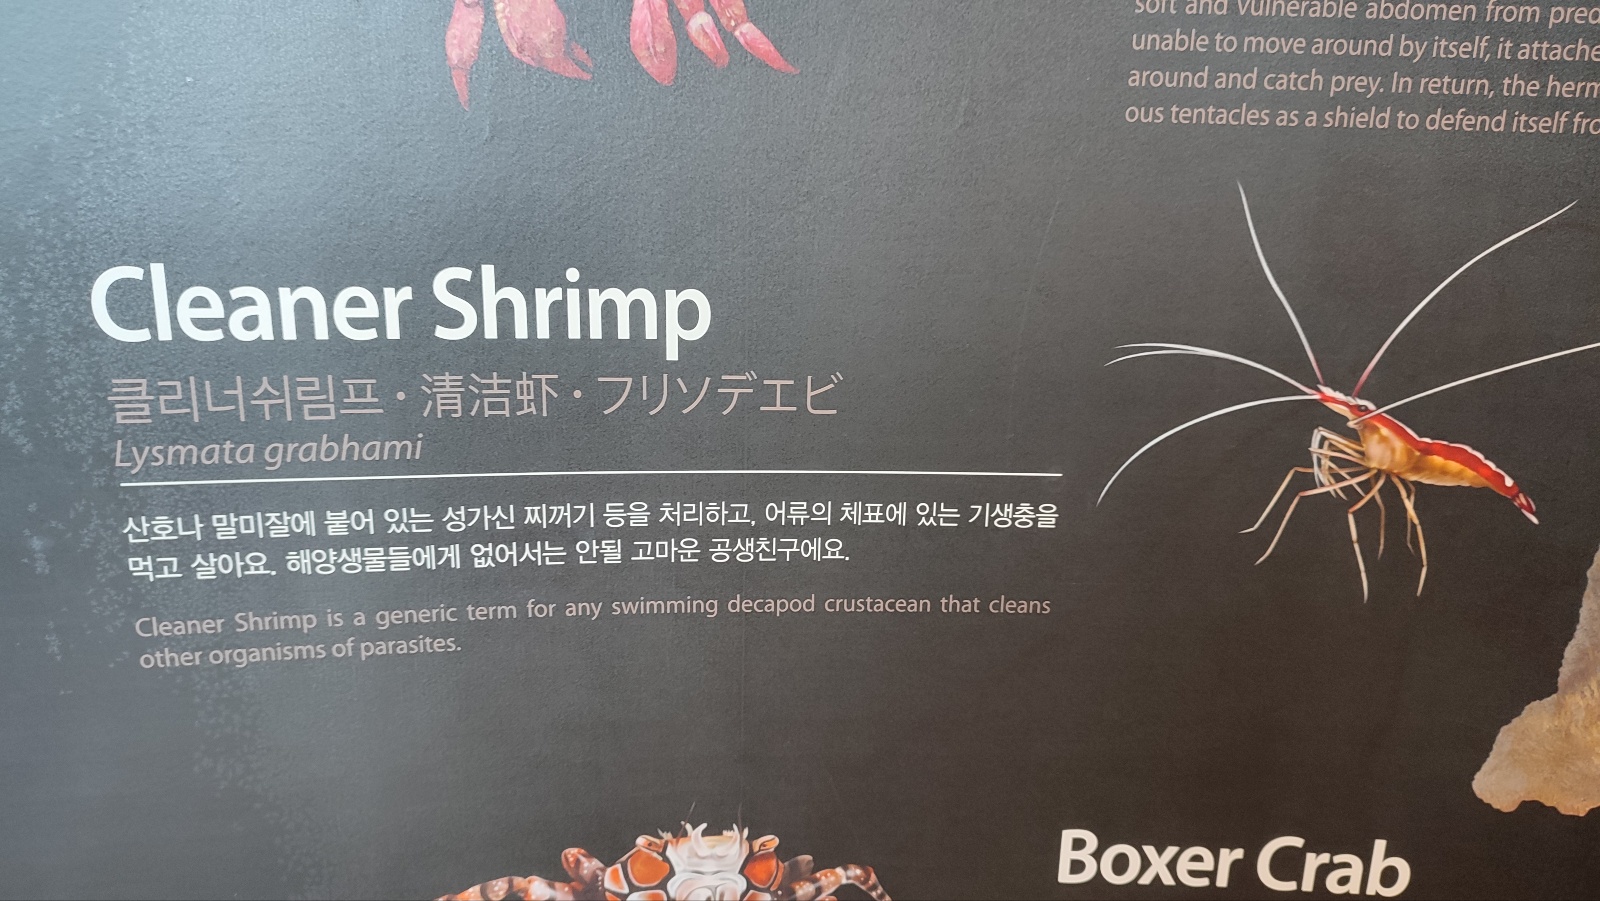 soft and vulnerable abdomen from
unable to move around by itself, it
around and catch prey. In return, the
ous tentacles as a shield to defend itself
Cleaner Shrimp
클리너쉬림프・清洁虾・フリソデエビ
Lysmata grabhami
산호나 말미잘에 붙어 있는 성가신 찌꺼기 등을 처리하고, 어류의 체표에 있는 기생충을
먹고 살아요. 해양생물들에게 없어서는 안될 고마운 공생친구에요.
Cleaner Shrimp is a generic term for any swimming decapod crustacean that cleans
other organisms of parasites.
Boxer Crab